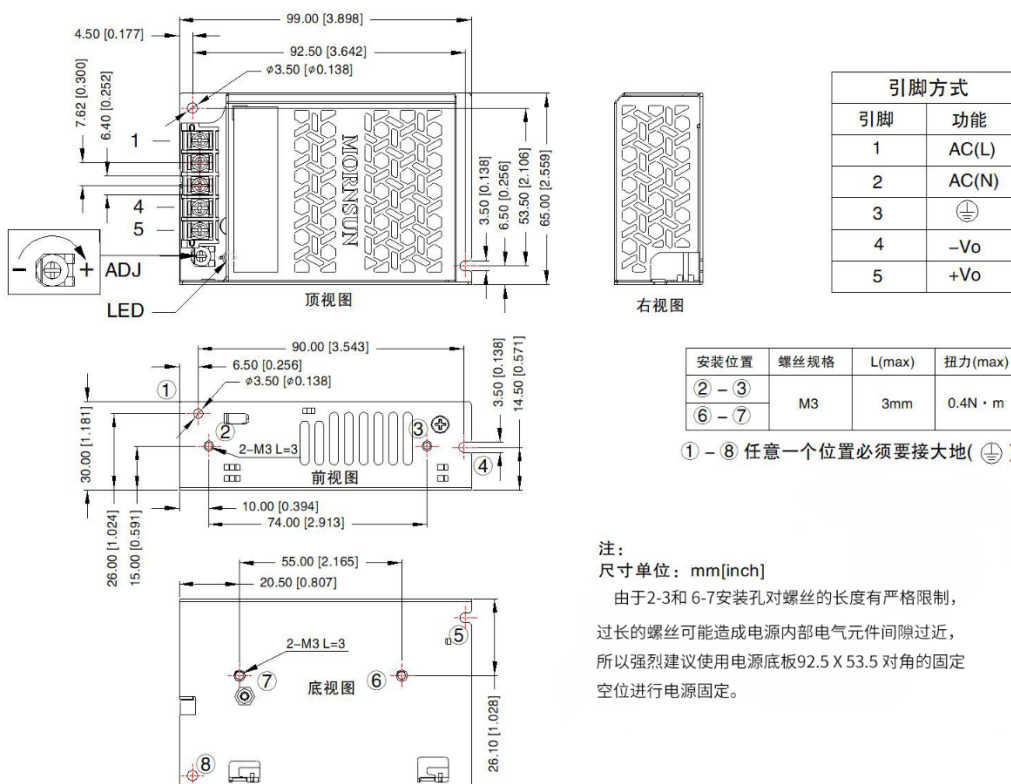 99.00 [3.898]
4.50 [0.177]
92.50 [3.642]
φ3.50 [φ0.138]
7.62 [0.300]
6.40 [0.252]
1
4
5
ADJ
LED
- +
MORNSUN
3.50 [0.138]
6.50 [0.256]
53.50 [2.106]
65.00 [2.559]
顶视图
右视图
引脚方式
引脚 功能
1 AC(L)
2 AC(N)
3 ⏚
4 -Vo
5 +Vo
90.00 [3.543]
6.50 [0.256]
φ3.50 [φ0.138]
①
②
③
④
2-M3 L=3
前视图
3.50 [0.138]
14.50 [0.571]
30.00 [1.181]
26.00 [1.024]
15.00 [0.591]
10.00 [0.394]
74.00 [2.913]
安装位置 螺丝规格 L(max) 扭力(max)
② - ③ M3 3mm 0.4N·m
⑥ - ⑦
① - ⑧ 任意一个位置必须要接大地( ⏚ )
55.00 [2.165]
20.50 [0.807]
2-M3 L=3
⑤
⑥
⑦
⑧
底视图
26.10 [1.028]
注：
尺寸单位：mm[inch]
由于2-3和 6-7安装孔对螺丝的长度有严格限制，
过长的螺丝可能造成电源内部电气元件间隙过近，
所以强烈建议使用电源底板92.5 X 53.5 对角的固定
空位进行电源固定。